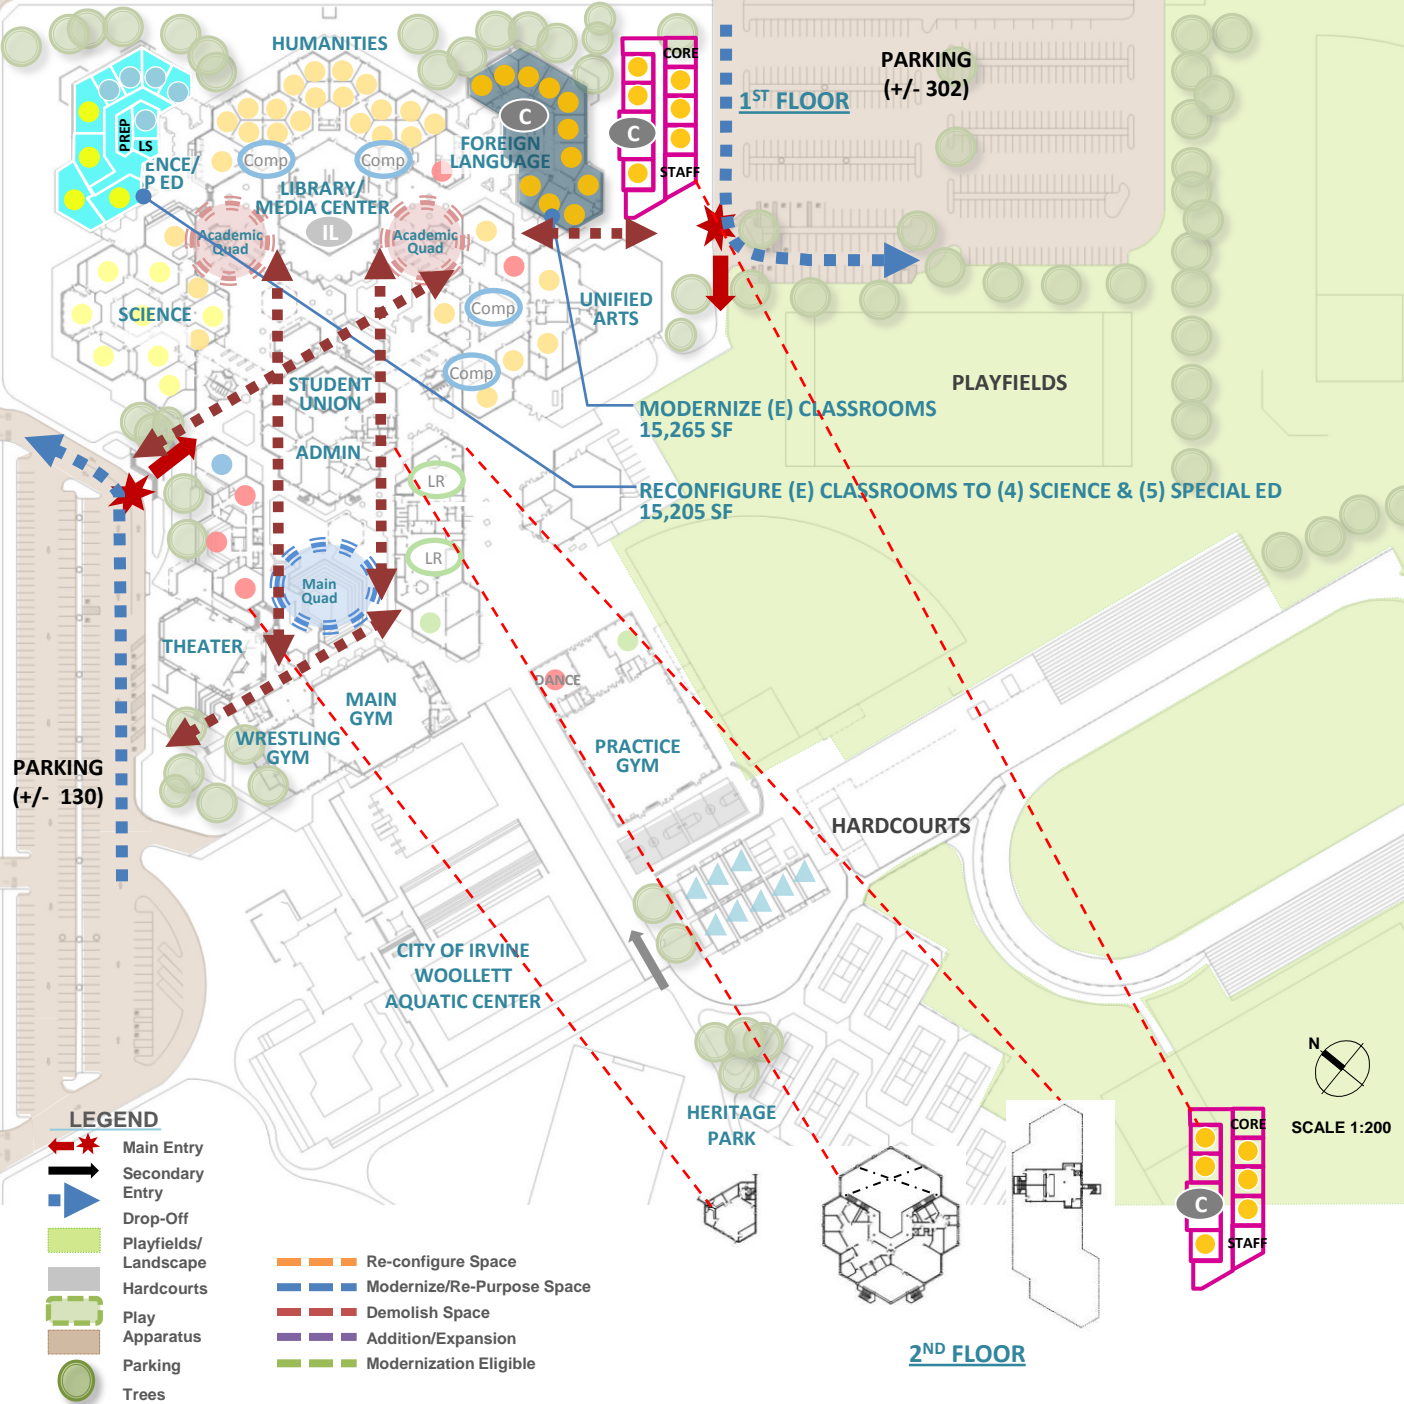 HUMANITIES
CORE
PARKING
(+/- 302)
1ST FLOOR
PREP
LS
C
C
ENCE/
P ED
Comp
Comp
FOREIGN
LANGUAGE
STAFF
LIBRARY/
MEDIA CENTER
IL
Academic
Quad
Academic
Quad
SCIENCE
Comp
UNIFIED
ARTS
Comp
STUDENT
UNION
PLAYFIELDS
MODERNIZE (E) CLASSROOMS
15,265 SF
ADMIN
LR
RECONFIGURE (E) CLASSROOMS TO (4) SCIENCE & (5) SPECIAL ED
15,205 SF
LR
Main
Quad
THEATER
DANCE
MAIN
GYM
WRESTLING
GYM
PRACTICE
GYM
PARKING
(+/- 130)
HARDCOURTS
CITY OF IRVINE
WOOLLETT
AQUATIC CENTER
N
HERITAGE
PARK
SCALE 1:200
CORE
C
STAFF
2ND FLOOR
LEGEND
Main Entry
Secondary
Entry
Drop-Off
Playfields/
Landscape
Hardcourts
Play
Apparatus
Parking
Trees
Re-configure Space
Modernize/Re-Purpose Space
Demolish Space
Addition/Expansion
Modernization Eligible